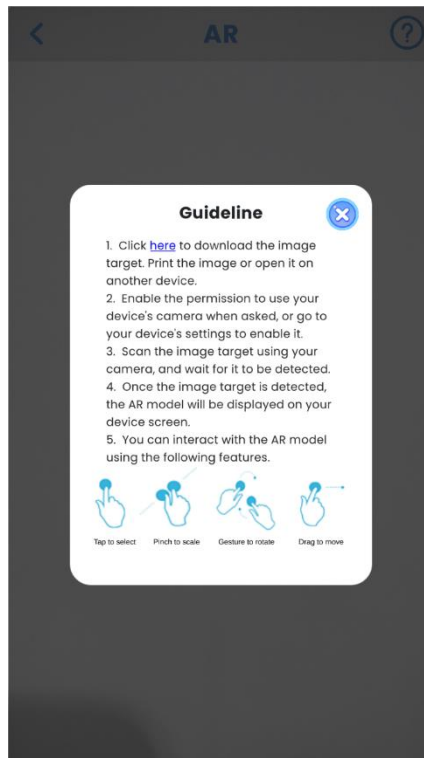 AR
?
Guideline
1. Click here to download the image
target. Print the image or open it on
another device.
2. Enable the permission to use your
device's camera when asked, or go to
your device's settings to enable it.
3. Scan the image target using your
camera, and wait for it to be detected.
4. Once the image target is detected,
the AR model will be displayed on your
device screen.
5. You can interact with the AR model
using the following features.
Tap to select Pinch to scale Gesture to rotate Drag to move